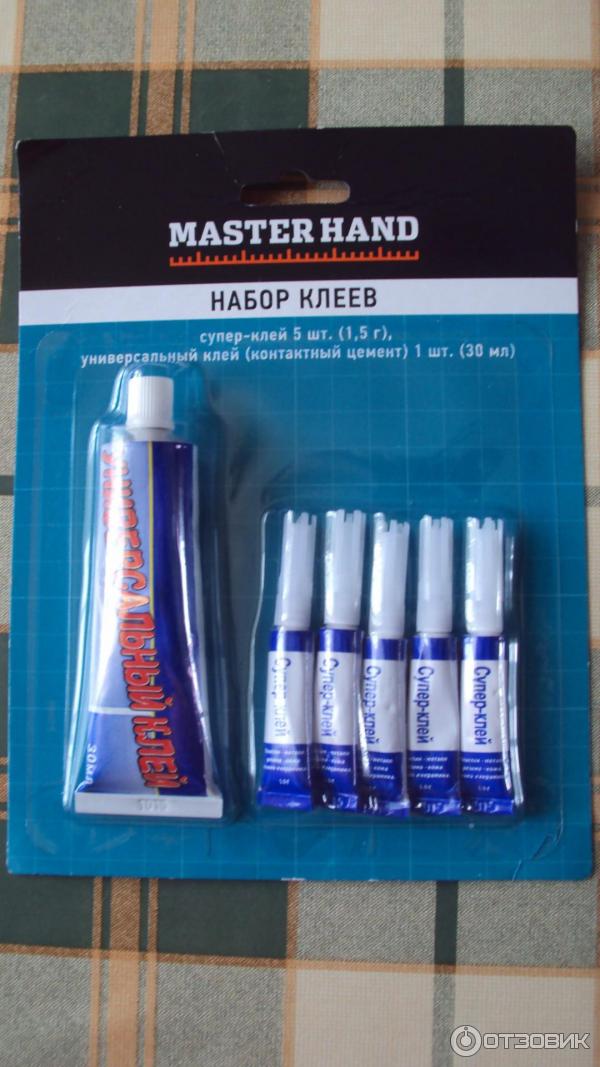 MASTER HAND
НАБОР КЛЕЕВ
супер-клей 5 шт. (1,5 г),
универсальный клей (контактный цемент) 1 шт. (30 мл)
УНИВЕРСАЛЬНЫЙ КЛЕЙ
30мл
Супер-клей
Супер-клей
Супер-клей
Супер-клей
Супер-клей
ОТЗОВИК